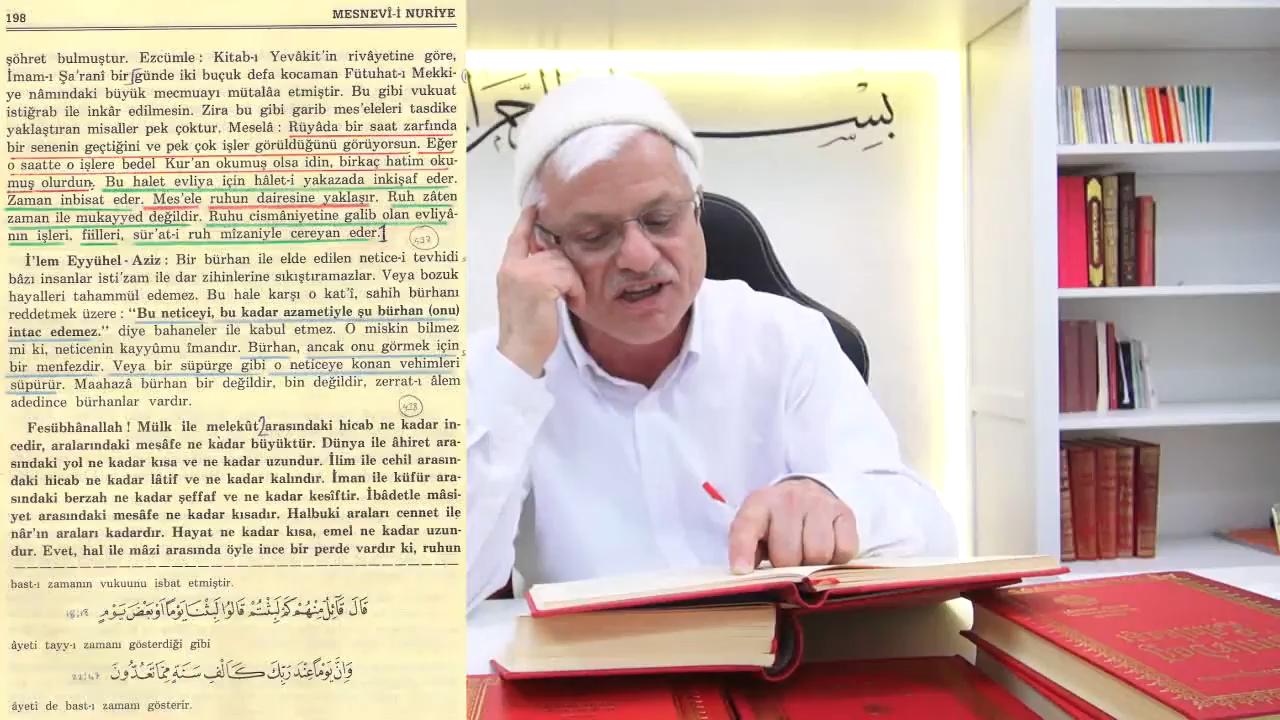 198
MESNEVÎ-İ NURİYE
şöhret bulmuştur. Ezcümle : Kitab-ı Yevâkit'in rivâyetine göre,
İmam-ı Şa'ranî bir günde iki buçuk defa kocaman Fütuhat-ı Mekki-
ye nâmındaki büyük mecmuayı mütalâa etmiştir. Bu gibi vukuat
istiğrab ile inkâr edilmesin. Zira bu gibi garib mes'eleleri tasdike
yaklaştıran misaller pek çoktur. Meselâ : Rüyâda bir saat zarfında
bir senenin geçtiğini ve pek çok işler görüldüğünü görüyorsun. Eğer
o saatte o işlere bedel Kur'an okumuş olsa idin, birkaç hatim oku-
muş olurdun. Bu halet evliya için hâlet-i yakazada inkişaf eder.
Zaman inbisat eder. Mes'ele ruhun dairesine yaklaşır. Ruh zâten
zaman ile mukayyed değildir. Ruhu cismâniyetine galib olan evliyâ-
nın işleri, fiilleri, sür'at-i ruh mîzaniyle cereyan eder. 1
437
İ'lem Eyyühel - Aziz : Bir bürhan ile elde edilen netice-i tevhidi
bâzı insanlar isti'zam ile dar zihinlerine sıkıştıramazlar. Veya bozuk
hayalleri tahammül edemez. Bu hale karşı o kat'î, sahih bürhanı
reddetmek üzere : "Bu neticeyi, bu kadar azametiyle şu bürhan (onu)
intac edemez." diye bahaneler ile kabul etmez. O miskin bilmez
mi ki, neticenin kayyûmu îmandır. Bürhan, ancak onu görmek için
bir menfezdir. Veya bir süpürge gibi o neticeye konan vehimleri
süpürür. Maahazâ bürhan bir değildir, bin değildir, zerrat-ı âlem
adedince bürhanlar vardır.
438
Fesübhânallah ! Mülk ile melekût 2 arasındaki hicab ne kadar in-
cedir, aralarındaki mesâfe ne kadar büyüktür. Dünya ile âhiret ara-
sındaki yol ne kadar kısa ve ne kadar uzundur. İlim ile cehil arasın-
daki hicab ne kadar lâtif ve ne kadar kalındır. İman ile küfür ara-
sındaki berzah ne kadar şeffaf ve ne kadar kesîftir. İbâdetle mâsi-
yet arasındaki mesâfe ne kadar kısadır. Halbuki araları cennet ile
nâr'ın araları kadardır. Hayat ne kadar kısa, emel ne kadar uzun-
dur. Evet, hal ile mâzi arasında öyle ince bir perde vardır ki, ruhun
bast-ı zamanın vukuunu isbat etmiştir.
قَالَ قَٓائِلٌ مِنْهُمْ كَمْ لَبِثْتُمْ قَالُوا لَبِثْنَا يَوْمًا اَوْ بَعْضَ يَوْمٍ 18:19
âyeti tayy-ı zamanı gösterdiği gibi
وَاِنَّ يَوْمًا عِنْدَ رَبِّكَ كَاَلْفِ سَنَةٍ مِمَّا تَعُدُّونَ 22:47
âyeti de bast-ı zamanı gösterir.